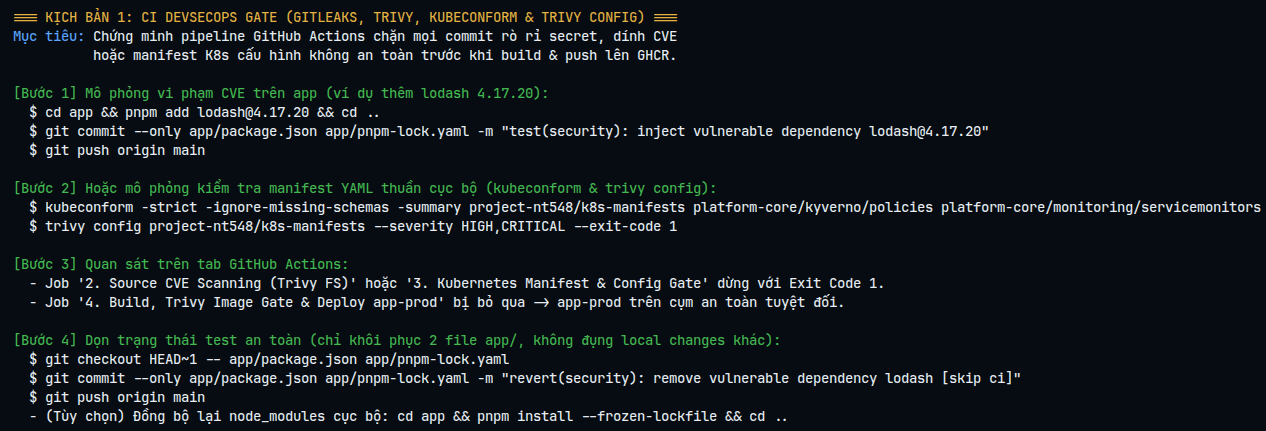 === KỊCH BẢN 1: CI DEVSECOPS GATE (GITLEAKS, TRIVY, KUBECONFORM & TRIVY CONFIG) ===
Mục tiêu: Chứng minh pipeline GitHub Actions chặn mọi commit rò rỉ secret, dính CVE
hoặc manifest K8s cấu hình không an toàn trước khi build & push lên GHCR.
[Bước 1] Mô phỏng vi phạm CVE trên app (ví dụ thêm lodash 4.17.20):
$ cd app && pnpm add lodash@4.17.20 && cd ..
$ git commit --only app/package.json app/pnpm-lock.yaml -m "test(security): inject vulnerable dependency lodash@4.17.20"
$ git push origin main
[Bước 2] Hoặc mô phỏng kiểm tra manifest YAML thuần cục bộ (kubeconform & trivy config):
$ kubeconform -strict -ignore-missing-schemas -summary project-nt548/k8s-manifests platform-core/kyverno/policies platform-core/monitoring/servicemonitors
$ trivy config project-nt548/k8s-manifests --severity HIGH,CRITICAL --exit-code 1
[Bước 3] Quan sát trên tab GitHub Actions:
- Job '2. Source CVE Scanning (Trivy FS)' hoặc '3. Kubernetes Manifest & Config Gate' dừng với Exit Code 1.
- Job '4. Build, Trivy Image Gate & Deploy app-prod' bị bỏ qua -> app-prod trên cụm an toàn tuyệt đối.
[Bước 4] Dọn trạng thái test an toàn (chỉ khôi phục 2 file app/, không đụng local changes khác):
$ git checkout HEAD~1 -- app/package.json app/pnpm-lock.yaml
$ git commit --only app/package.json app/pnpm-lock.yaml -m "revert(security): remove vulnerable dependency lodash [skip ci]"
$ git push origin main
- (Tùy chọn) Đồng bộ lại node_modules cục bộ: cd app && pnpm install --frozen-lockfile && cd ..